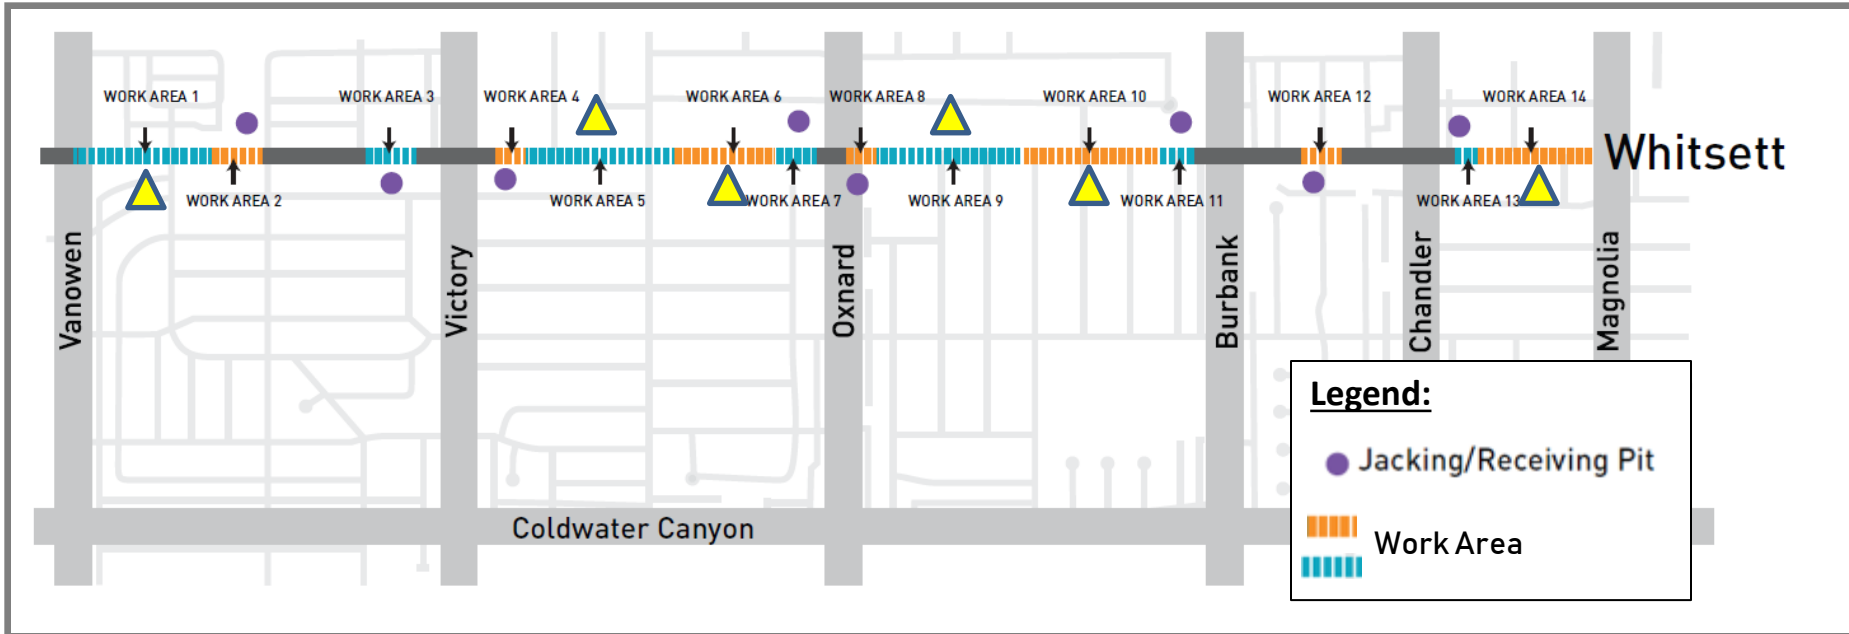 WORK AREA 1
WORK AREA 3
WORK AREA 4
WORK AREA 6
WORK AREA 8
WORK AREA 10
WORK AREA 12
WORK AREA 14
Whitsett
WORK AREA 2
WORK AREA 5
WORK AREA 7
WORK AREA 9
WORK AREA 11
WORK AREA 13
Vanowen
Victory
Oxnard
Burbank
Chandler
Magnolia
Legend:
Jacking/Receiving Pit
Work Area
Coldwater Canyon